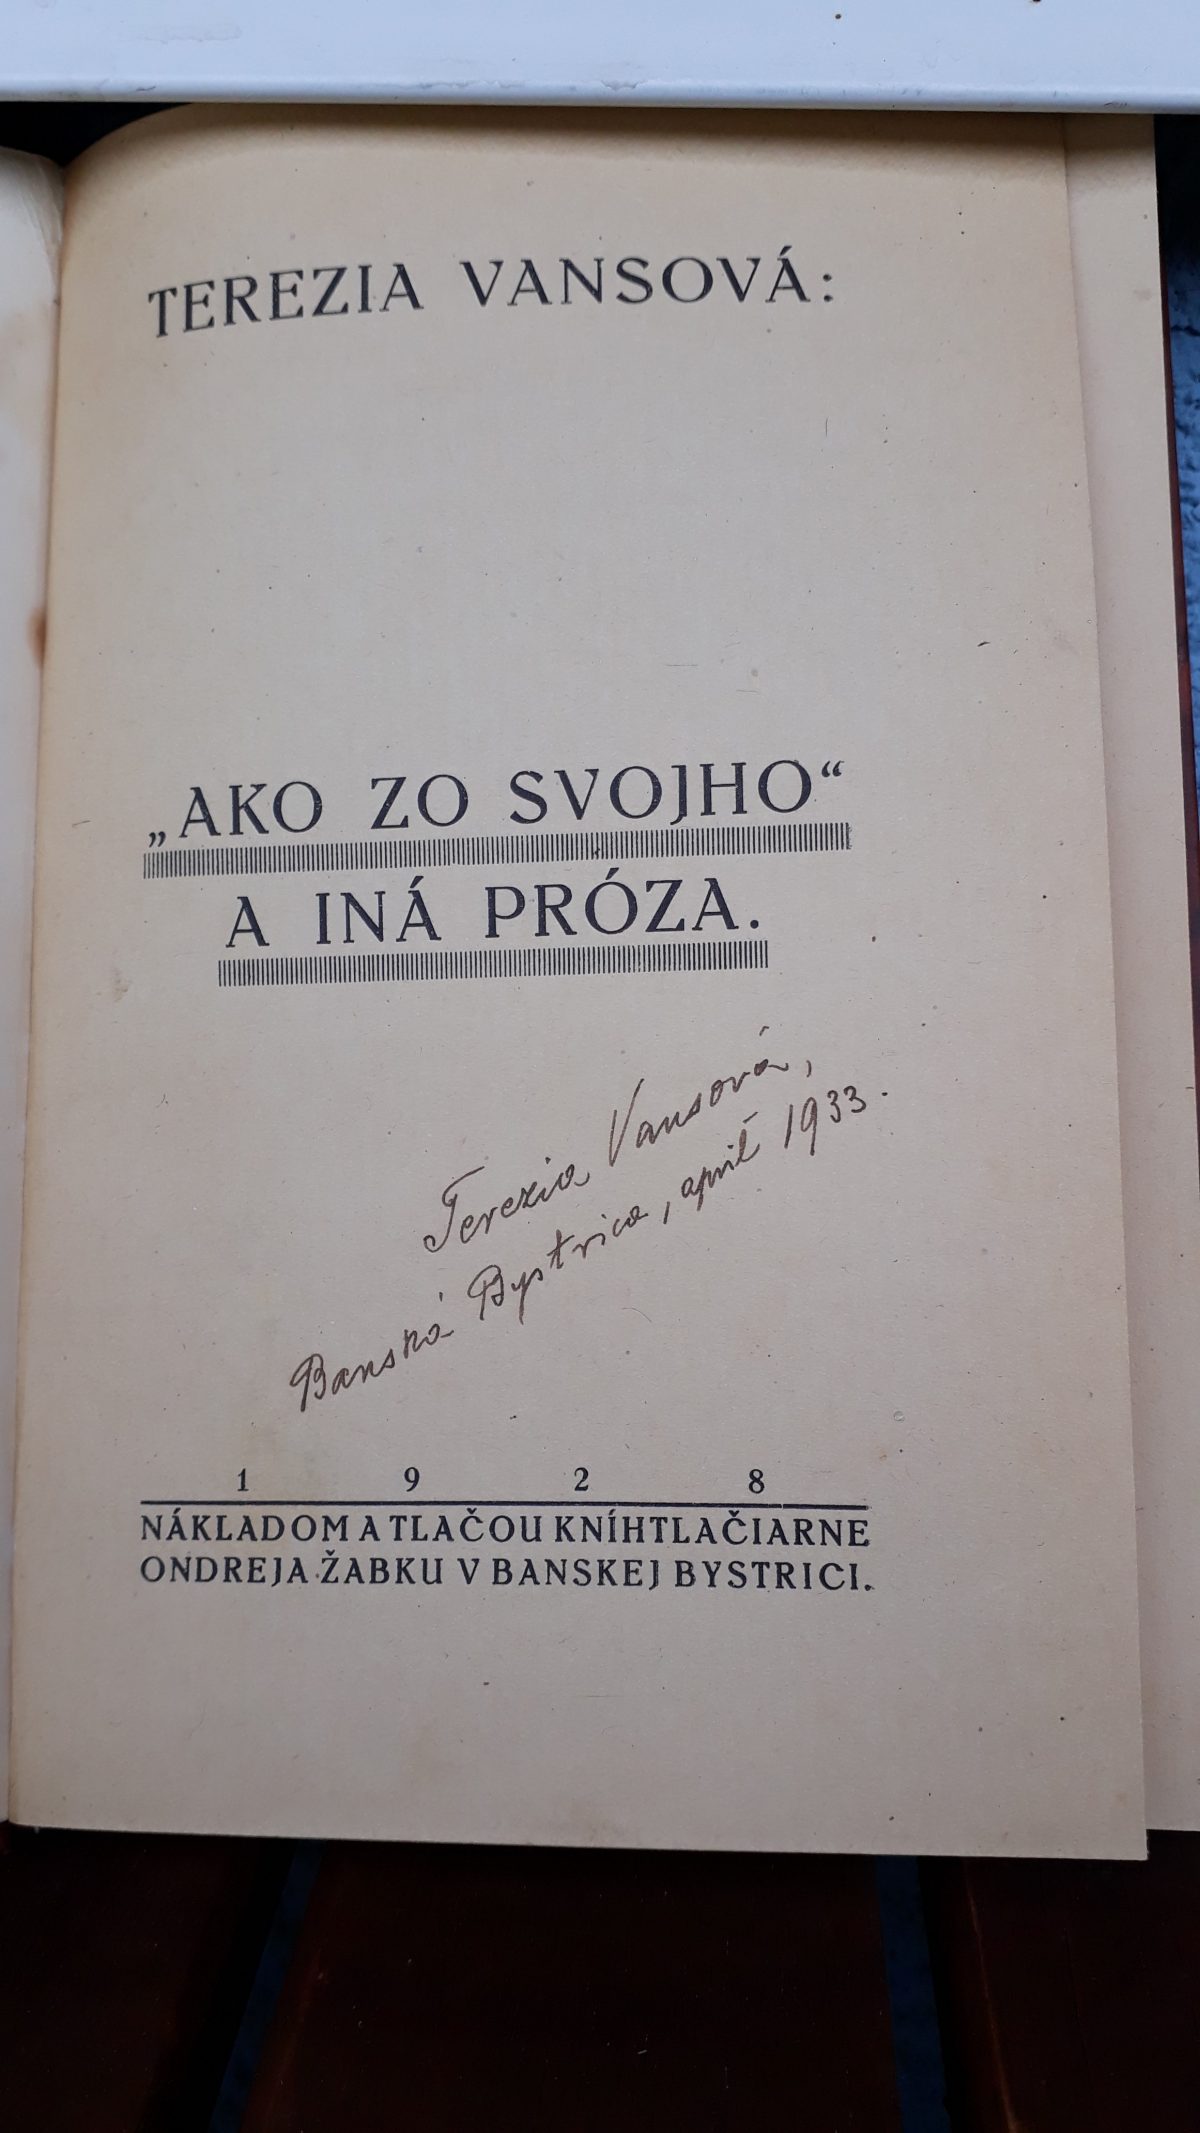 TEREZIA VANSOVÁ:
„AKO ZO SVOJHO“
A INÁ PRÓZA.
Terezia Vansová,
Banská Bystrica, apríl 1933.
1 9 2 8
NÁKLADOM A TLAČOU KNÍHTLAČIARNE
ONDREJA ŽABKU V BANSKEJ BYSTRICI.